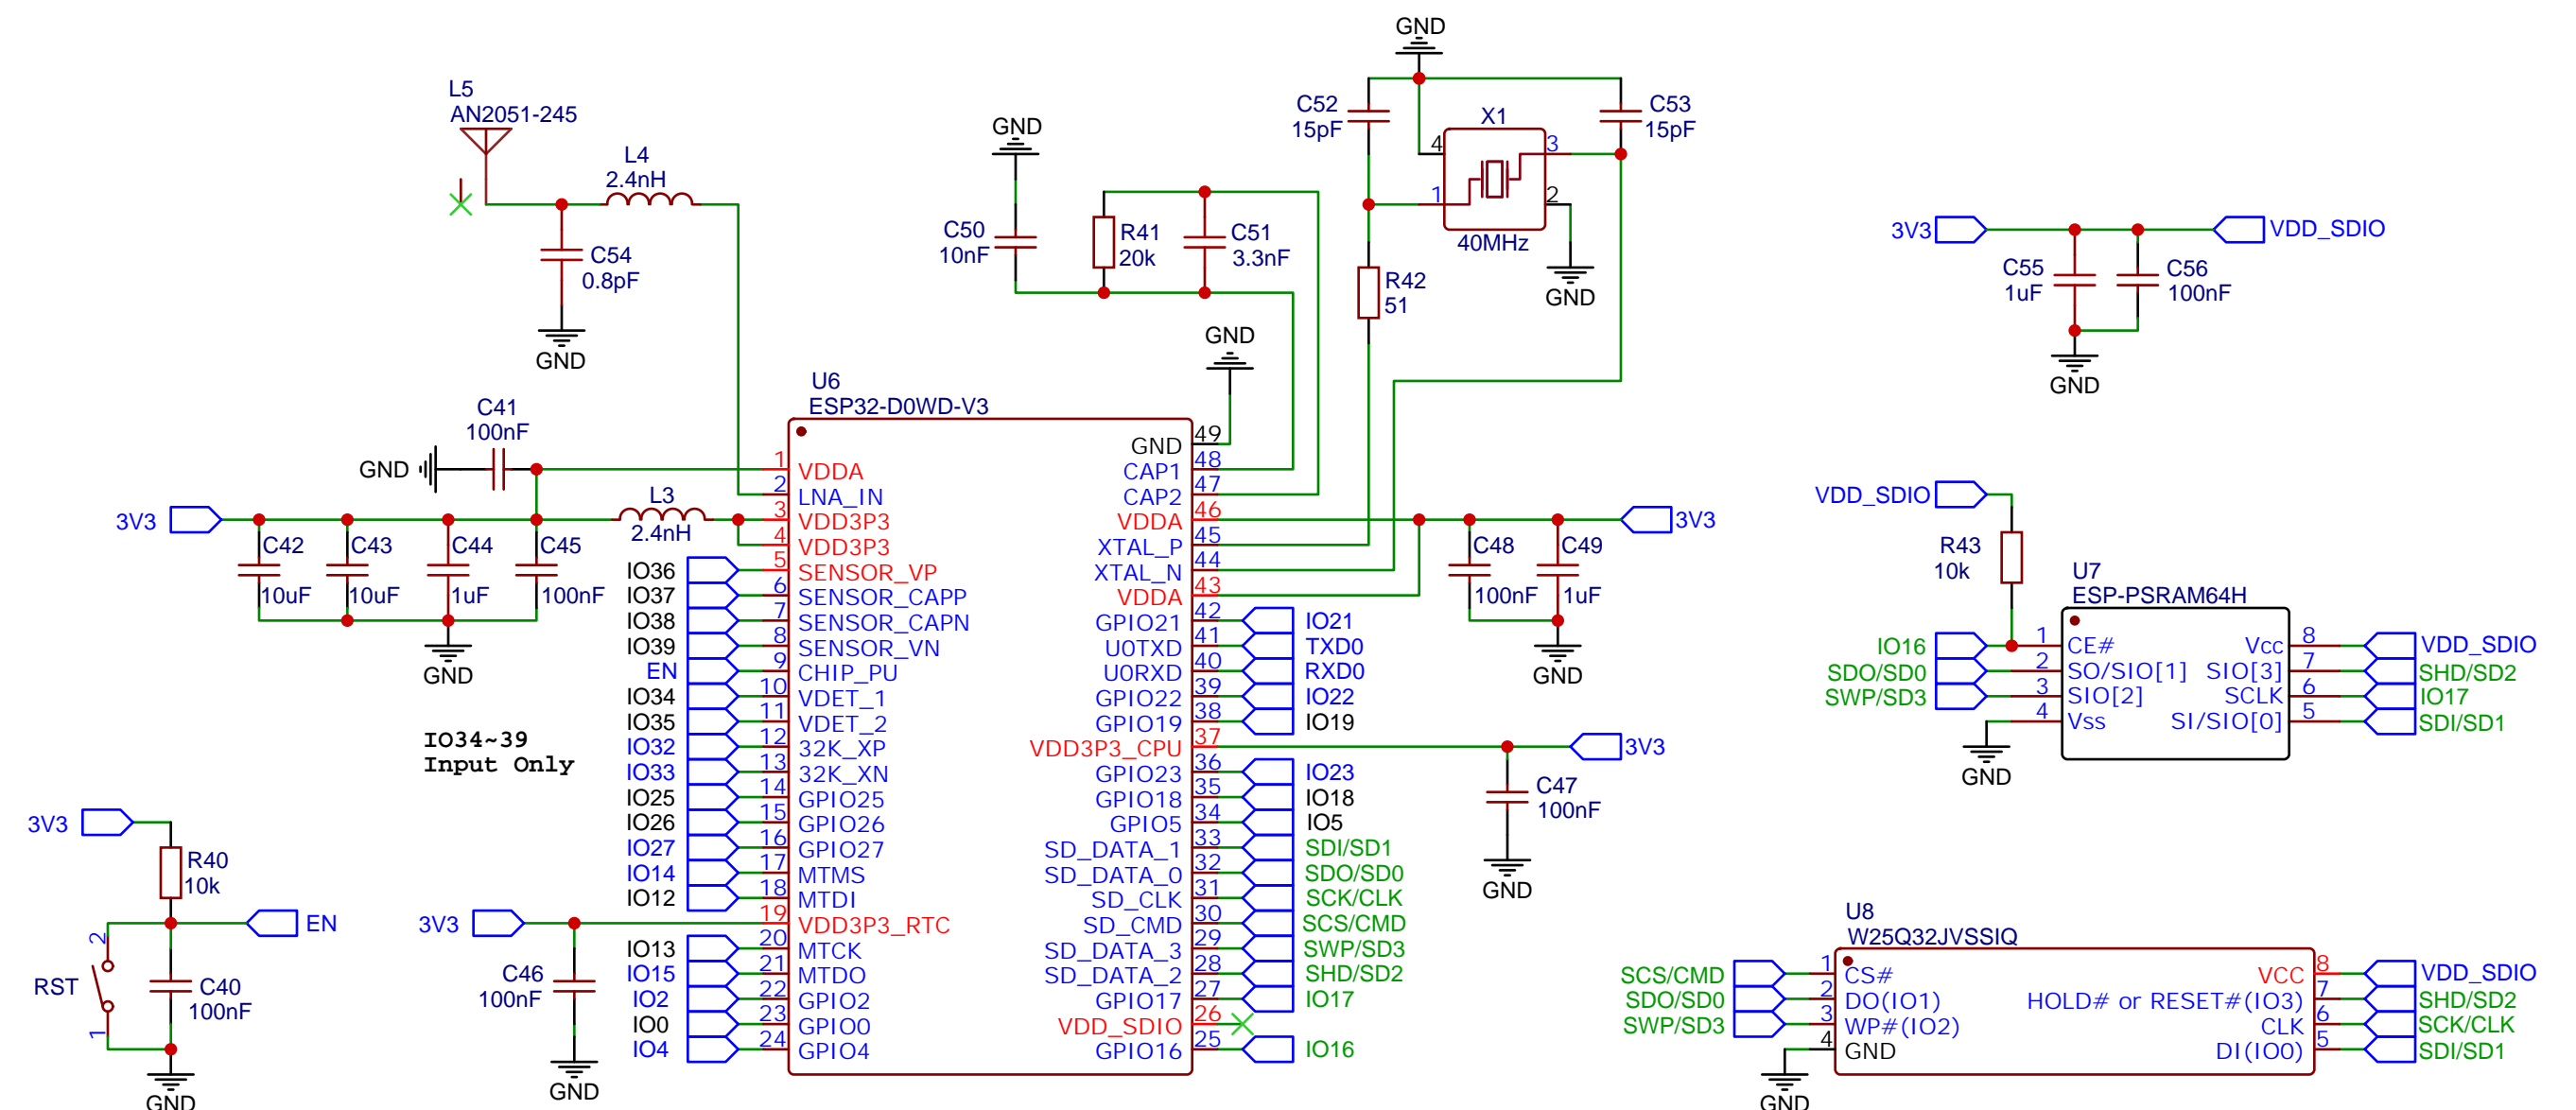 GND
L5
AN2051-245
L4
2.4nH
C54
0.8pF
GND
GND
C50
10nF
R41
20k
C51
3.3nF
C52
15pF
X1
4
3
1
2
40MHz
C53
15pF
R42
51
GND
GND
3V3
VDD_SDIO
C55
1uF
C56
100nF
GND
C41
100nF
GND
3V3
L3
2.4nH
C42
10uF
C43
10uF
C44
1uF
C45
100nF
GND
IO34~39
Input Only
U6
ESP32-D0WD-V3
1 VDDA
2 LNA_IN
3 VDD3P3
4 VDD3P3
IO36 5 SENSOR_VP
IO37 6 SENSOR_CAPP
IO38 7 SENSOR_CAPN
IO39 8 SENSOR_VN
EN 9 CHIP_PU
IO34 10 VDET_1
IO35 11 VDET_2
IO32 12 32K_XP
IO33 13 32K_XN
IO25 14 GPIO25
IO26 15 GPIO26
IO27 16 GPIO27
IO14 17 MTMS
IO12 18 MTDI
3V3 19 VDD3P3_RTC
IO13 20 MTCK
IO15 21 MTDO
IO2 22 GPIO2
IO0 23 GPIO0
IO4 24 GPIO4
GND 49
CAP1 48
CAP2 47
VDDA 46 3V3
XTAL_P 45
XTAL_N 44
VDDA 43
GPIO21 42 IO21
U0TXD 41 TXD0
U0RXD 40 RXD0
GPIO22 39 IO22
GPIO19 38 IO19
VDD3P3_CPU 37 3V3
GPIO23 36 IO23
GPIO18 35 IO18
GPIO5 34 IO5
SD_DATA_1 33 SDI/SD1
SD_DATA_0 32 SDO/SD0
SD_CLK 31 SCK/CLK
SD_CMD 30 SCS/CMD
SD_DATA_3 29 SWP/SD3
SD_DATA_2 28 SHD/SD2
GPIO17 27 IO17
VDD_SDIO 26
GPIO16 25 IO16
C48
100nF
C49
1uF
GND
C47
100nF
GND
C46
100nF
GND
3V3
R40
10k
EN
2
RST
1
C40
100nF
GND
VDD_SDIO
R43
10k
U7
ESP-PSRAM64H
IO16 1 CE# Vcc 8 VDD_SDIO
SDO/SD0 2 SO/SIO[1] SIO[3] 7 SHD/SD2
SWP/SD3 3 SIO[2] SCLK 6 IO17
4 Vss SI/SIO[0] 5 SDI/SD1
GND
U8
W25Q32JVSSIQ
SCS/CMD 1 CS# VCC 8 VDD_SDIO
SDO/SD0 2 DO(IO1) HOLD# or RESET#(IO3) 7 SHD/SD2
SWP/SD3 3 WP#(IO2) CLK 6 SCK/CLK
4 GND DI(IO0) 5 SDI/SD1
GND